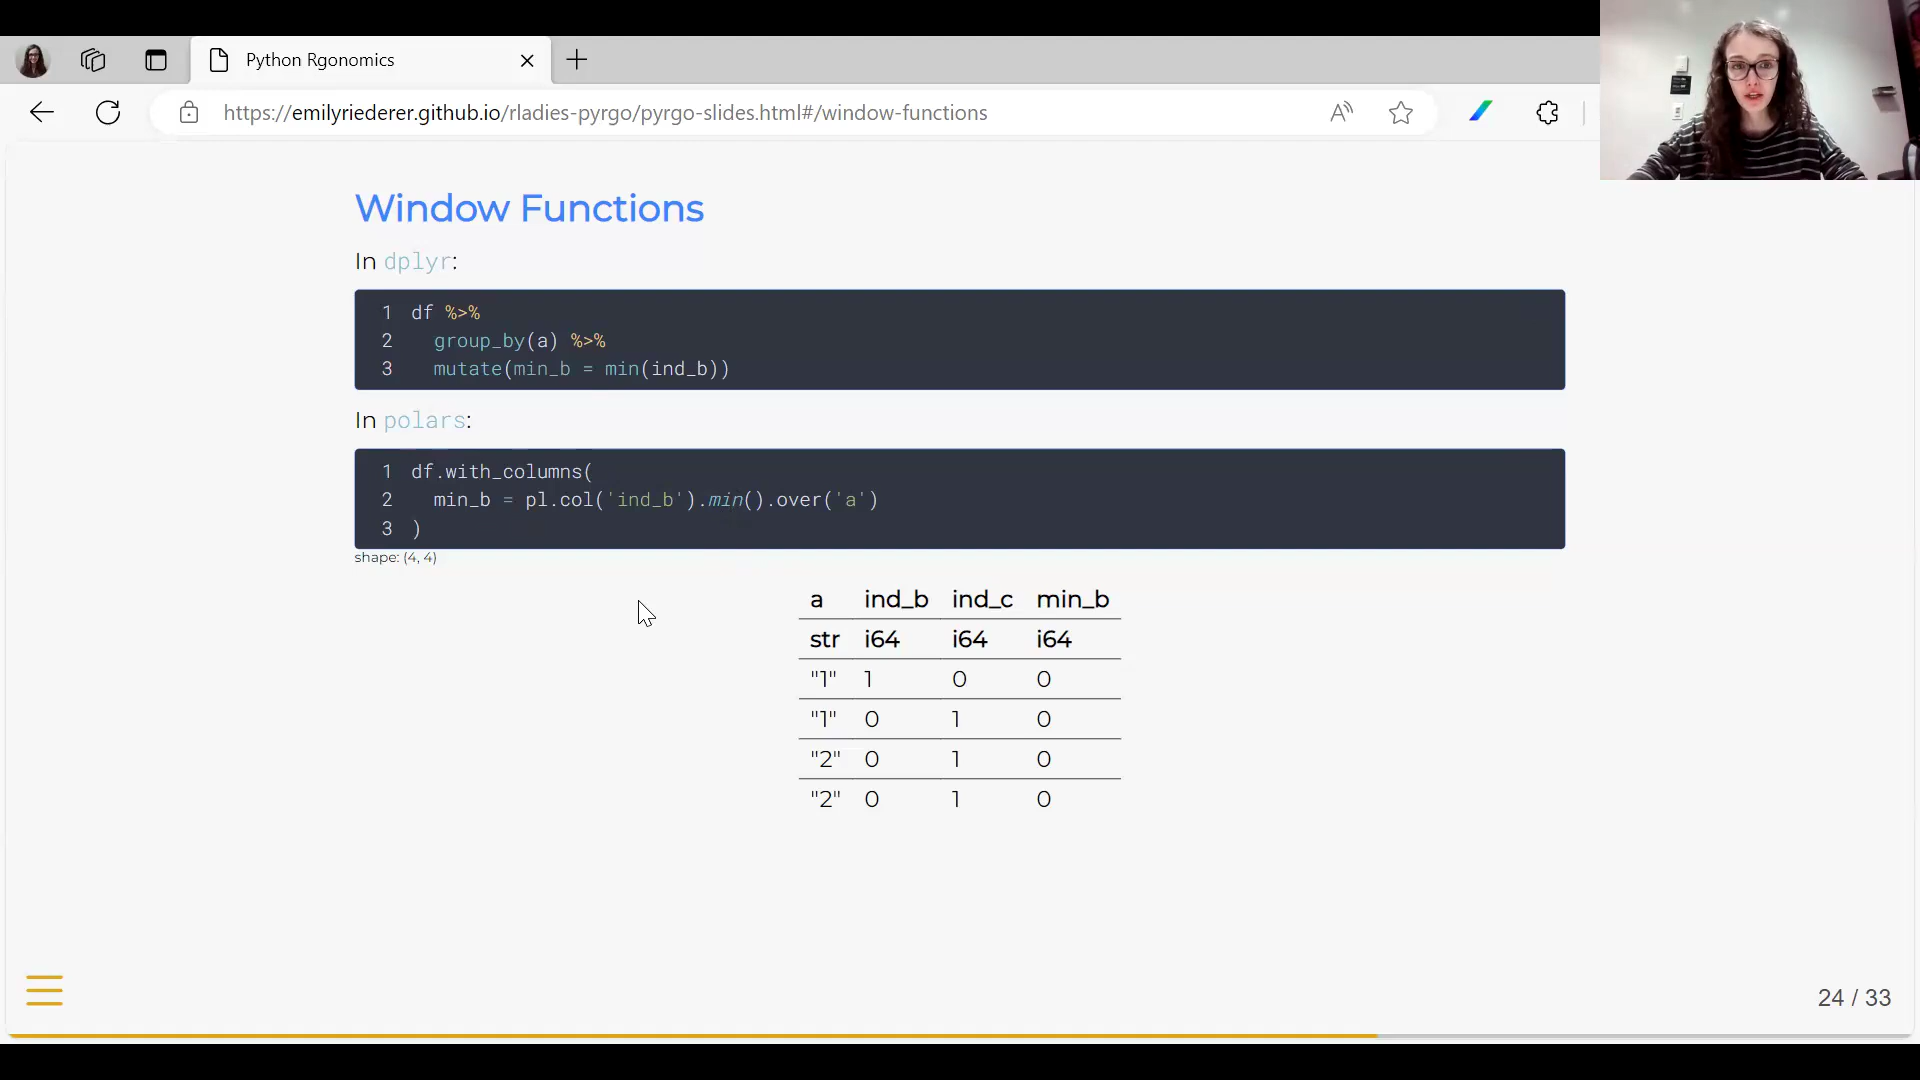 Python Rgonomics
https://emilyriederer.github.io/rladies-pyrgo/pyrgo-slides.html#/window-functions
Window Functions
In dplyr:
1 df %>%
2 group_by(a) %>%
3 mutate(min_b = min(ind_b))
In polars:
1 df.with_columns(
2 min_b = pl.col('ind_b').min().over('a')
3 )
shape: (4, 4)
a ind_b ind_c min_b
str i64 i64 i64
"1" 1 0 0
"1" 0 1 0
"2" 0 1 0
"2" 0 1 0
24 / 33